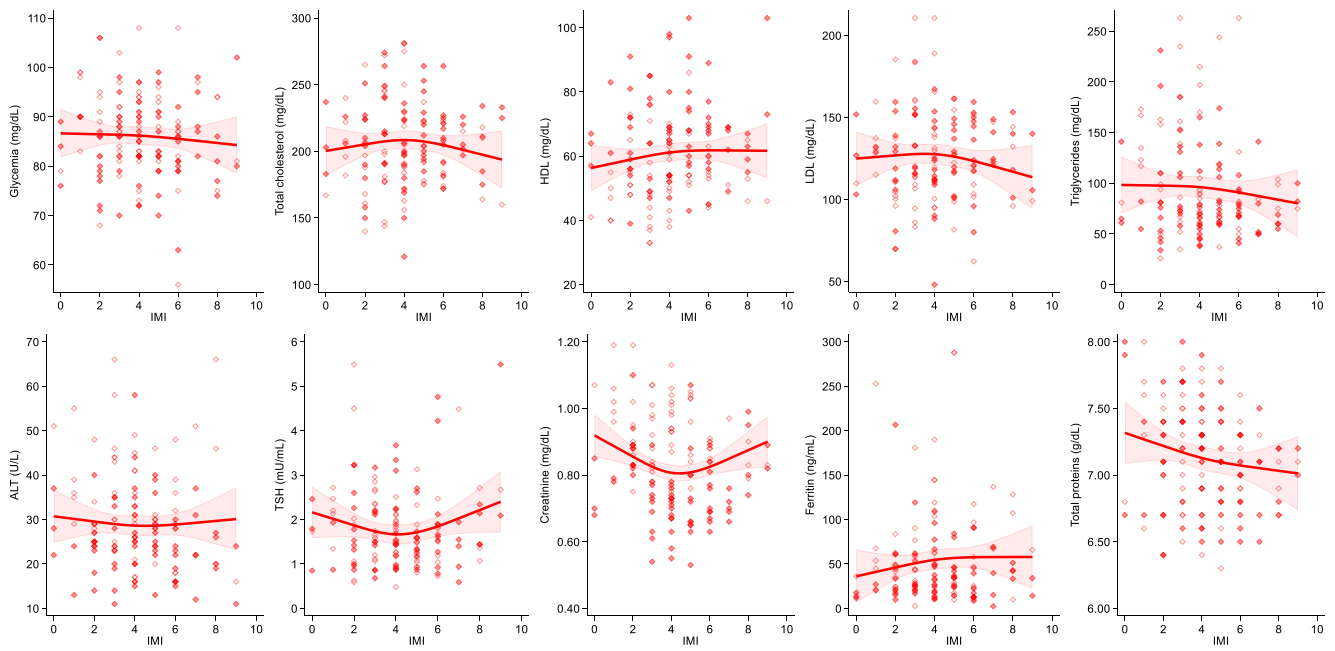 Glycemia (mg/dL)
110
100
90
80
70
60
0 2 4 6 8 10
IMI
Total cholesterol (mg/dL)
300
250
200
150
100
0 2 4 6 8 10
IMI
HDL (mg/dL)
100
80
60
40
20
0 2 4 6 8 10
IMI
LDL (mg/dL)
200
150
100
50
0 2 4 6 8 10
IMI
Triglycerides (mg/dL)
250
200
150
100
50
0
0 2 4 6 8 10
IMI
ALT (U/L)
70
60
50
40
30
20
10
0 2 4 6 8 10
IMI
TSH (mU/mL)
6
5
4
3
2
1
0
0 2 4 6 8 10
IMI
Creatinine (mg/dL)
1.20
1.00
0.80
0.60
0.40
0 2 4 6 8 10
IMI
Ferritin (ng/mL)
300
250
200
150
100
50
0
0 2 4 6 8 10
IMI
Total proteins (g/dL)
8.00
7.50
7.00
6.50
6.00
0 2 4 6 8 10
IMI